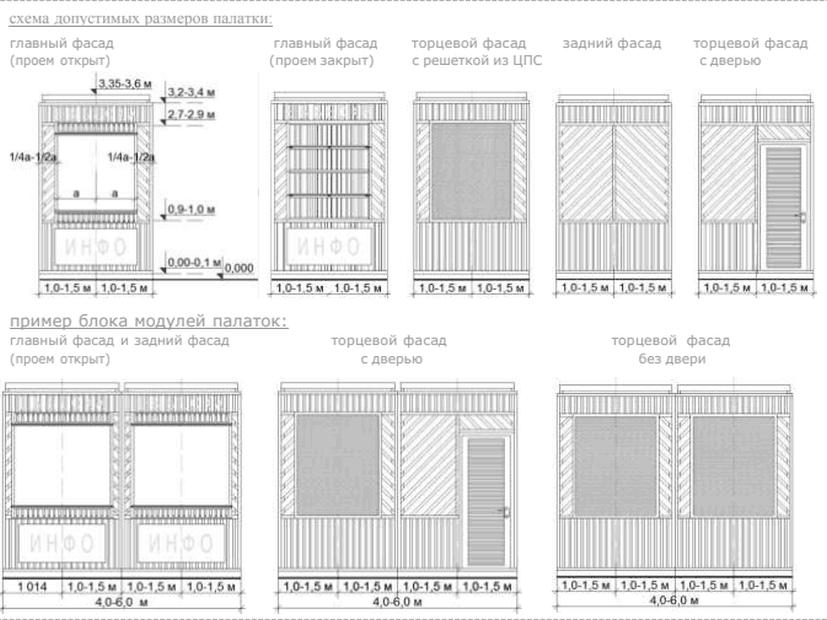 схема допустимых размеров палатки:
главный фасад
(проем открыт)
главный фасад
(проем закрыт)
торцевой фасад
с решеткой из ЦПС
задний фасад
торцевой фасад
с дверью
3,35-3,6 м
3,2-3,4 м
2,7-2,9 м
1/4а-1/2а
1/4а-1/2а
а
а
0,9-1,0 м
ИНФО
0,00-0,1 м
0,000
ИНФО
1,0-1,5 м
1,0-1,5 м
1,0-1,5 м
1,0-1,5 м
1,0-1,5 м
1,0-1,5 м
1,0-1,5 м
1,0-1,5 м
1,0-1,5 м
1,0-1,5 м
пример блока модулей палаток:
главный фасад и задний фасад
(проем открыт)
торцевой фасад
с дверью
торцевой фасад
без двери
ИНФО
ИНФО
1 014
1,0-1,5 м
1,0-1,5 м
1,0-1,5 м
4,0-6,0 м
1,0-1,5 м
1,0-1,5 м
1,0-1,5 м
1,0-1,5 м
4,0-6,0 м
1,0-1,5 м
1,0-1,5 м
1,0-1,5 м
1,0-1,5 м
4,0-6,0 м